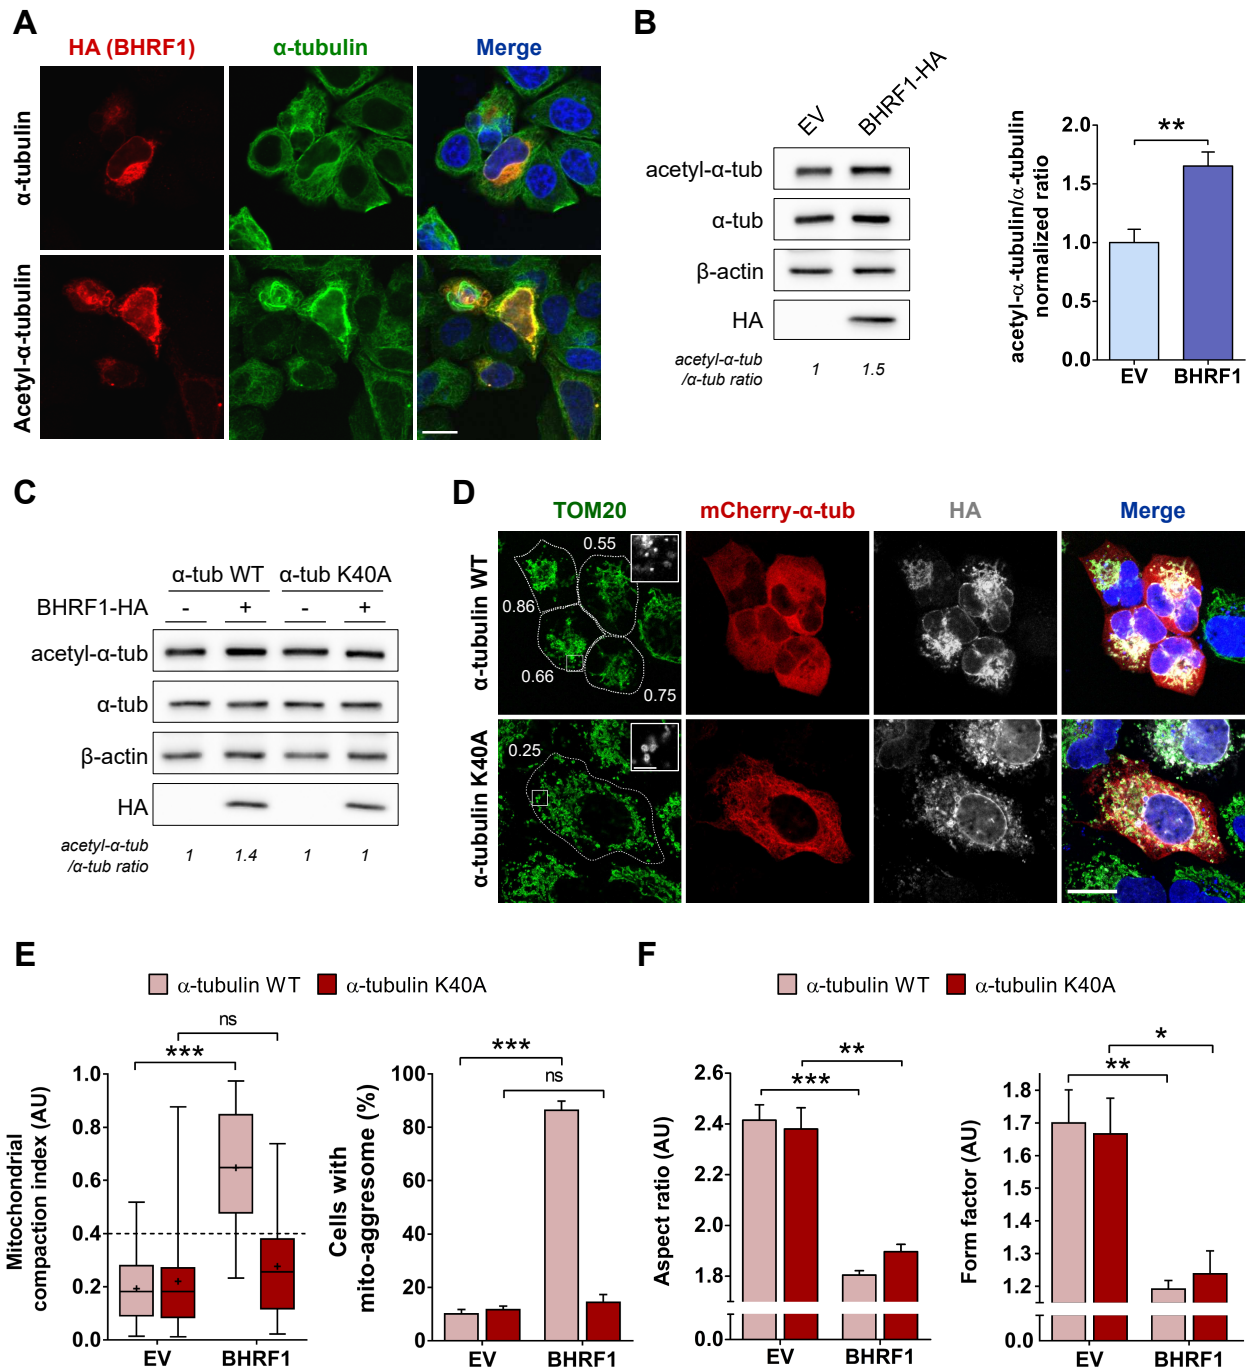 A
HA (BHRF1)
α-tubulin
Merge
α-tubulin
Acetyl-α-tubulin
B
EV
BHRF1-HA
acetyl-α-tub
α-tub
β-actin
HA
acetyl-α-tub
/α-tub ratio
1
1.5
acetyl-α-tubulin/α-tubulin
normalized ratio
2.0
1.5
1.0
0.5
0.0
**
EV
BHRF1
C
α-tub WT
α-tub K40A
BHRF1-HA
-
+
-
+
acetyl-α-tub
α-tub
β-actin
HA
acetyl-α-tub
/α-tub ratio
1
1.4
1
1
D
TOM20
mCherry-α-tub
HA
Merge
α-tubulin WT
0.55
0.86
0.66
0.75
α-tubulin K40A
0.25
E
α-tubulin WT
α-tubulin K40A
Mitochondrial
compaction index (AU)
1.0
0.8
0.6
0.4
0.2
0.0
***
ns
EV
BHRF1
Cells with
mito-aggresome (%)
100
80
60
40
20
0
***
ns
EV
BHRF1
F
α-tubulin WT
α-tubulin K40A
Aspect ratio (AU)
2.6
2.4
2.2
2.0
1.8
0.0
***
**
EV
BHRF1
Form factor (AU)
1.8
1.7
1.6
1.5
1.4
1.3
1.2
0.0
**
*
EV
BHRF1